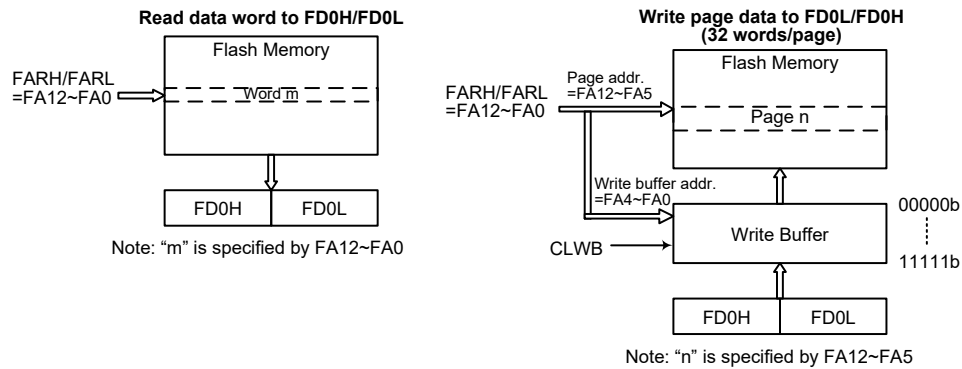 Read data word to FD0H/FD0L
Flash Memory
FARH/FARL
=FA12~FA0
Word m
FD0H
FD0L
Note: “m” is specified by FA12~FA0
Write page data to FD0L/FD0H
(32 words/page)
Flash Memory
Page addr.
=FA12~FA5
FARH/FARL
=FA12~FA0
Page n
Write buffer addr.
=FA4~FA0
00000b
Write Buffer
CLWB
11111b
FD0H
FD0L
Note: “n” is specified by FA12~FA5